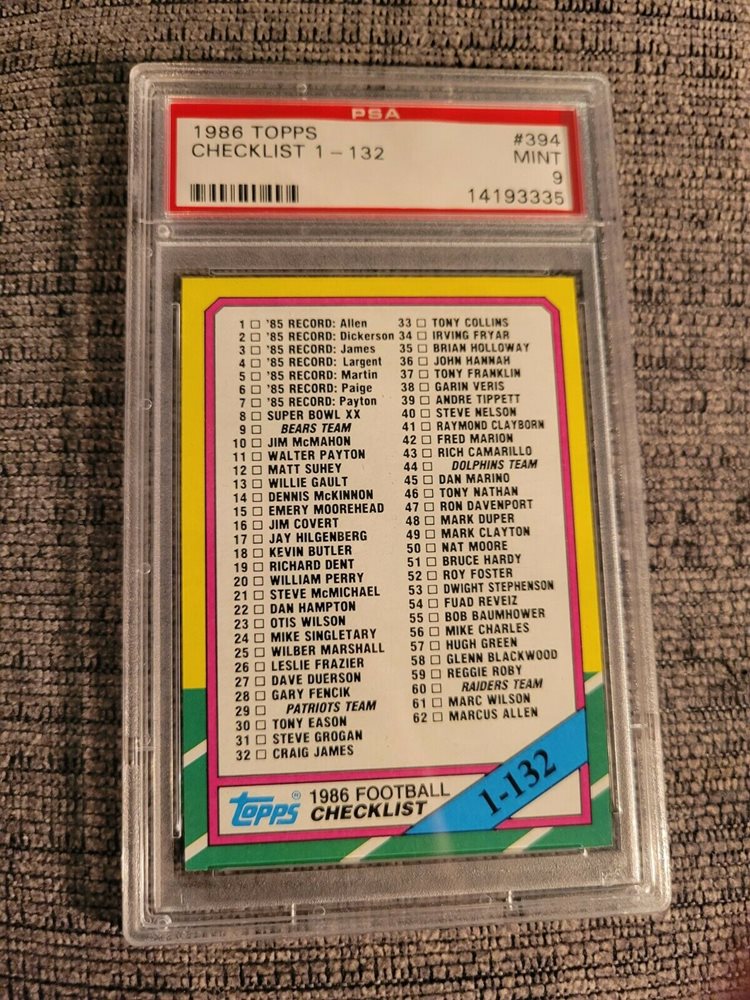 PSA
1986 TOPPS #394
CHECKLIST 1 - 132 MINT
9
14193335
1 □ '85 RECORD: Allen
2 □ '85 RECORD: Dickerson
3 □ '85 RECORD: James
4 □ '85 RECORD: Largent
5 □ '85 RECORD: Martin
6 □ '85 RECORD: Paige
7 □ '85 RECORD: Payton
8 □ SUPER BOWL XX
9 □ BEARS TEAM
10 □ JIM McMAHON
11 □ WALTER PAYTON
12 □ MATT SUHEY
13 □ WILLIE GAULT
14 □ DENNIS McKINNON
15 □ EMERY MOOREHEAD
16 □ JIM COVERT
17 □ JAY HILGENBERG
18 □ KEVIN BUTLER
19 □ RICHARD DENT
20 □ WILLIAM PERRY
21 □ STEVE McMICHAEL
22 □ DAN HAMPTON
23 □ OTIS WILSON
24 □ MIKE SINGLETARY
25 □ WILBER MARSHALL
26 □ LESLIE FRAZIER
27 □ DAVE DUERSON
28 □ GARY FENCIK
29 □ PATRIOTS TEAM
30 □ TONY EASON
31 □ STEVE GROGAN
32 □ CRAIG JAMES
33 □ TONY COLLINS
34 □ IRVING FRYAR
35 □ BRIAN HOLLOWAY
36 □ JOHN HANNAH
37 □ TONY FRANKLIN
38 □ GARIN VERIS
39 □ ANDRE TIPPETT
40 □ STEVE NELSON
41 □ RAYMOND CLAYBORN
42 □ FRED MARION
43 □ RICH CAMARILLO
44 □ DOLPHINS TEAM
45 □ DAN MARINO
46 □ TONY NATHAN
47 □ RON DAVENPORT
48 □ MARK DUPER
49 □ MARK CLAYTON
50 □ NAT MOORE
51 □ BRUCE HARDY
52 □ ROY FOSTER
53 □ DWIGHT STEPHENSON
54 □ FUAD REVEIZ
55 □ BOB BAUMHOWER
56 □ MIKE CHARLES
57 □ HUGH GREEN
58 □ GLENN BLACKWOOD
59 □ REGGIE ROBY
60 □ RAIDERS TEAM
61 □ MARC WILSON
62 □ MARCUS ALLEN
topps® 1986 FOOTBALL
CHECKLIST
1-132